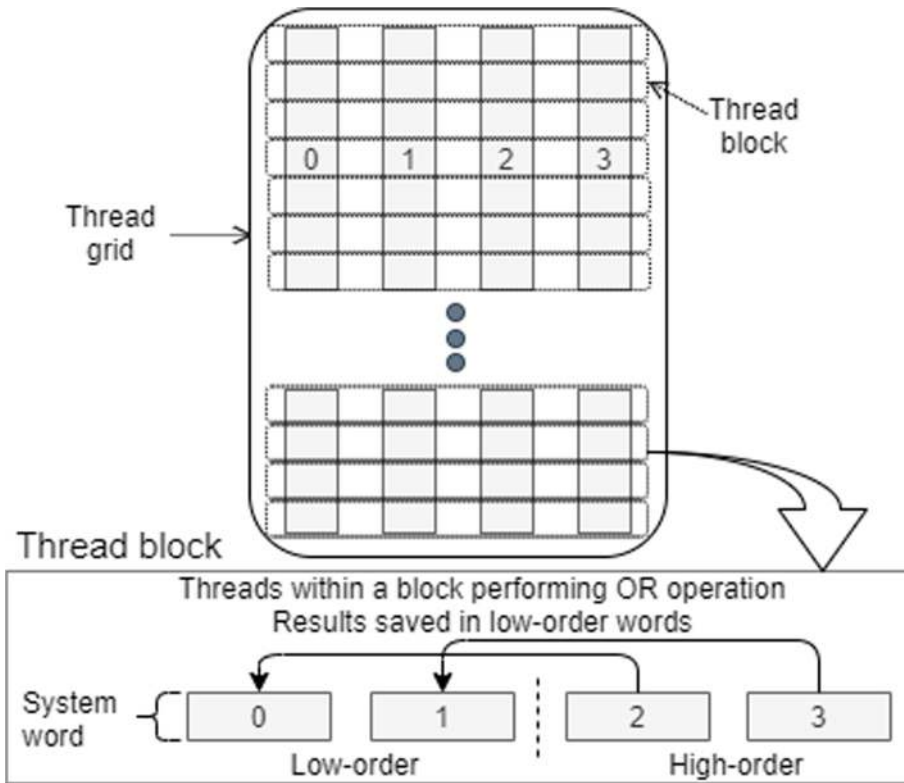 Thread
block
0 1 2 3
Thread
grid
Thread block
Threads within a block performing OR operation
Results saved in low-order words
System
word
0 1 2 3
Low-order High-order